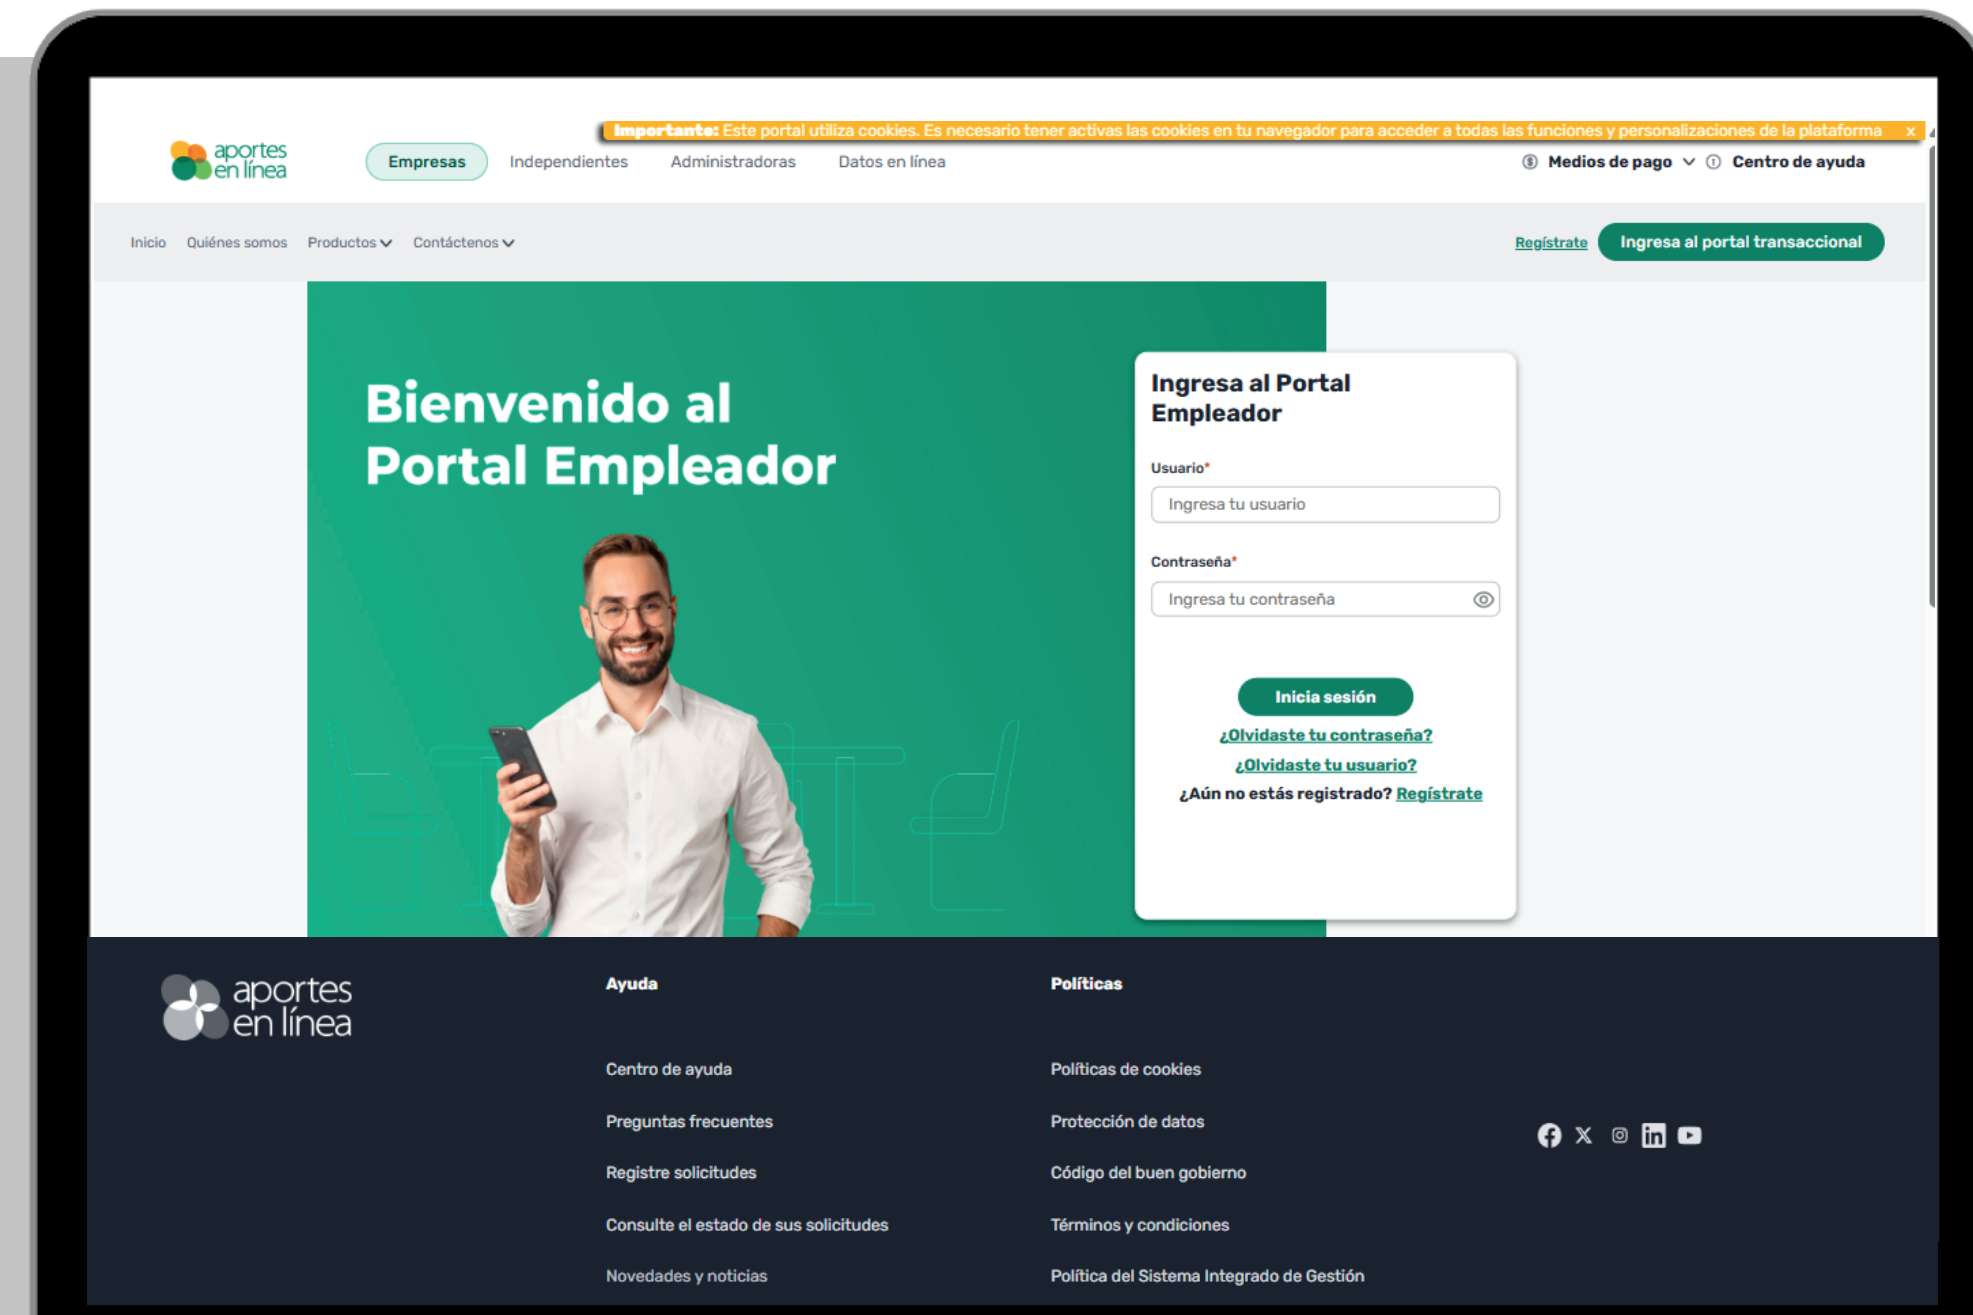 Importante: Este portal utiliza cookies. Es necesario tener activas las cookies en tu navegador para acceder a todas las funciones y personalizaciones de la plataforma x
aportes
en línea
Empresas Independientes Administradoras Datos en línea
Medios de pago Centro de ayuda
Inicio Quiénes somos Productos Contáctenos
Regístrate Ingresa al portal transaccional
Bienvenido al
Portal Empleador
Ingresa al Portal
Empleador
Usuario*
Ingresa tu usuario
Contraseña*
Ingresa tu contraseña
Inicia sesión
¿Olvidaste tu contraseña?
¿Olvidaste tu usuario?
¿Aún no estás registrado? Regístrate
aportes
en línea
Ayuda
Centro de ayuda
Preguntas frecuentes
Registre solicitudes
Consulte el estado de sus solicitudes
Novedades y noticias
Políticas
Políticas de cookies
Protección de datos
Código del buen gobierno
Términos y condiciones
Política del Sistema Integrado de Gestión